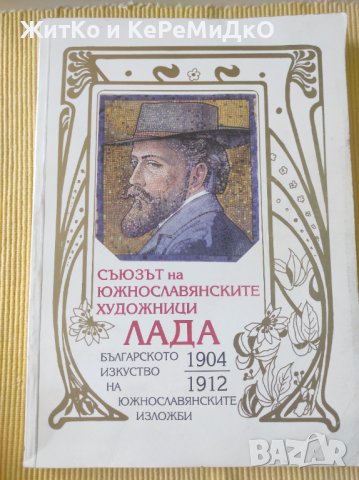 ЖитКо и КеРемиДкО
СЪЮЗЪТ на
ЮЖНОСЛАВЯНСКИТЕ
ХУДОЖНИЦИ
ЛАДА
БЪЛГАРСКОТО 1904
ИЗКУСТВО 1912
НА
ЮЖНОСЛАВЯНСКИТЕ
ИЗЛОЖБИ
BAZAR